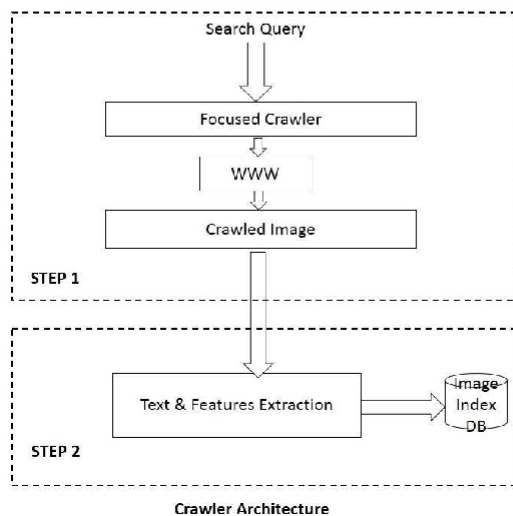 Search Query
Focused Crawler
WWW
Crawled Image
STEP 1
Text & Features Extraction
Image
Index
DB
STEP 2
Crawler Architecture